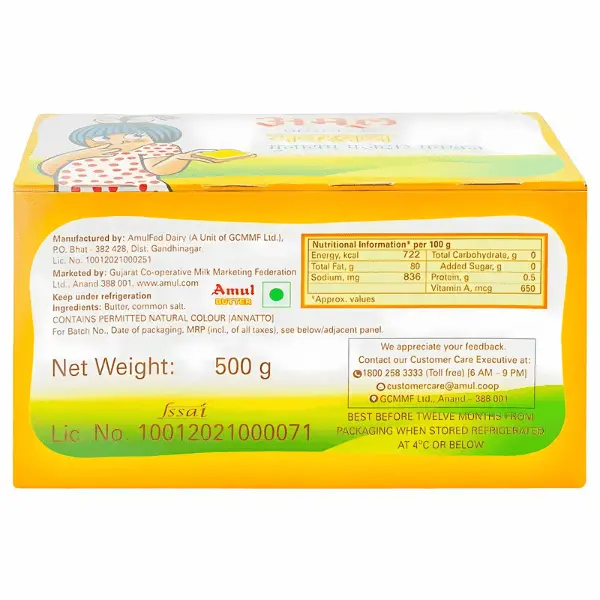 अमूल
Manufactured by: AmulFed Dairy (A Unit of GCMMF Ltd.),
P.O. Bhat - 382 428, Dist. Gandhinagar.
Lic. No. 10012021000251
Marketed by: Gujarat Co-operative Milk Marketing Federation
Ltd., Anand 388 001, www.amul.com
Keep under refrigeration
Ingredients: Butter, common salt.
Amul
BUTTER
CONTAINS PERMITTED NATURAL COLOUR (ANNATTO)
For Batch No., Date of packaging, MRP (incl., of all taxes), see below/adjacent panel.
Nutritional Information* per 100 g
Energy, kcal 722 Total Carbohydrate, g 0
Total Fat, g 80 Added Sugar, g 0
Sodium, mg 836 Protein, g 0.5
Vitamin A, mcg 650
*Approx. values
Net Weight: 500 g
We appreciate your feedback.
Contact our Customer Care Executive at:
1800 258 3333 (Toll free) [6 AM – 9 PM]
customercare@amul.coop
GCMMF Ltd., Anand - 388 001
fssai
Lic. No. 10012021000071
BEST BEFORE TWELVE MONTHS FROM
PACKAGING WHEN STORED REFRIGERATED
AT 4°C OR BELOW